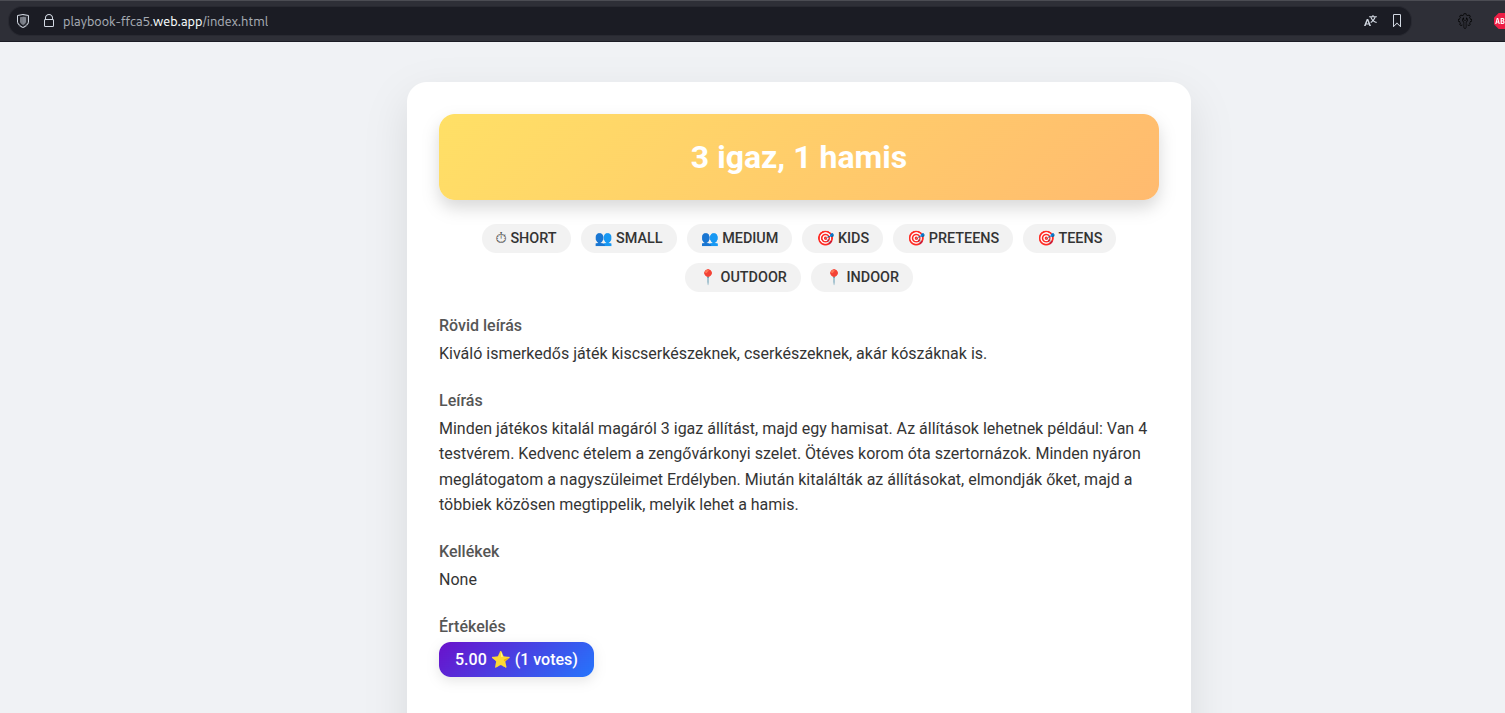 playbook-ffca5.web.app/index.html
3 igaz, 1 hamis
⏱ SHORT 👥 SMALL 👥 MEDIUM 🎯 KIDS 🎯 PRETEENS 🎯 TEENS
📍 OUTDOOR 📍 INDOOR
Rövid leírás
Kiváló ismerkedős játék kiscserkészeknek, cserkészeknek, akár kószáknak is.
Leírás
Minden játékos kitalál magáról 3 igaz állítást, majd egy hamisat. Az állítások lehetnek például: Van 4
testvérem. Kedvenc ételem a zengővárkonyi szelet. Ötéves korom óta szertornázok. Minden nyáron
meglátogatom a nagyszüleimet Erdélyben. Miután kitalálták az állításokat, elmondják őket, majd a
többiek közösen megtippelik, melyik lehet a hamis.
Kellékek
None
Értékelés
5.00 ⭐ (1 votes)